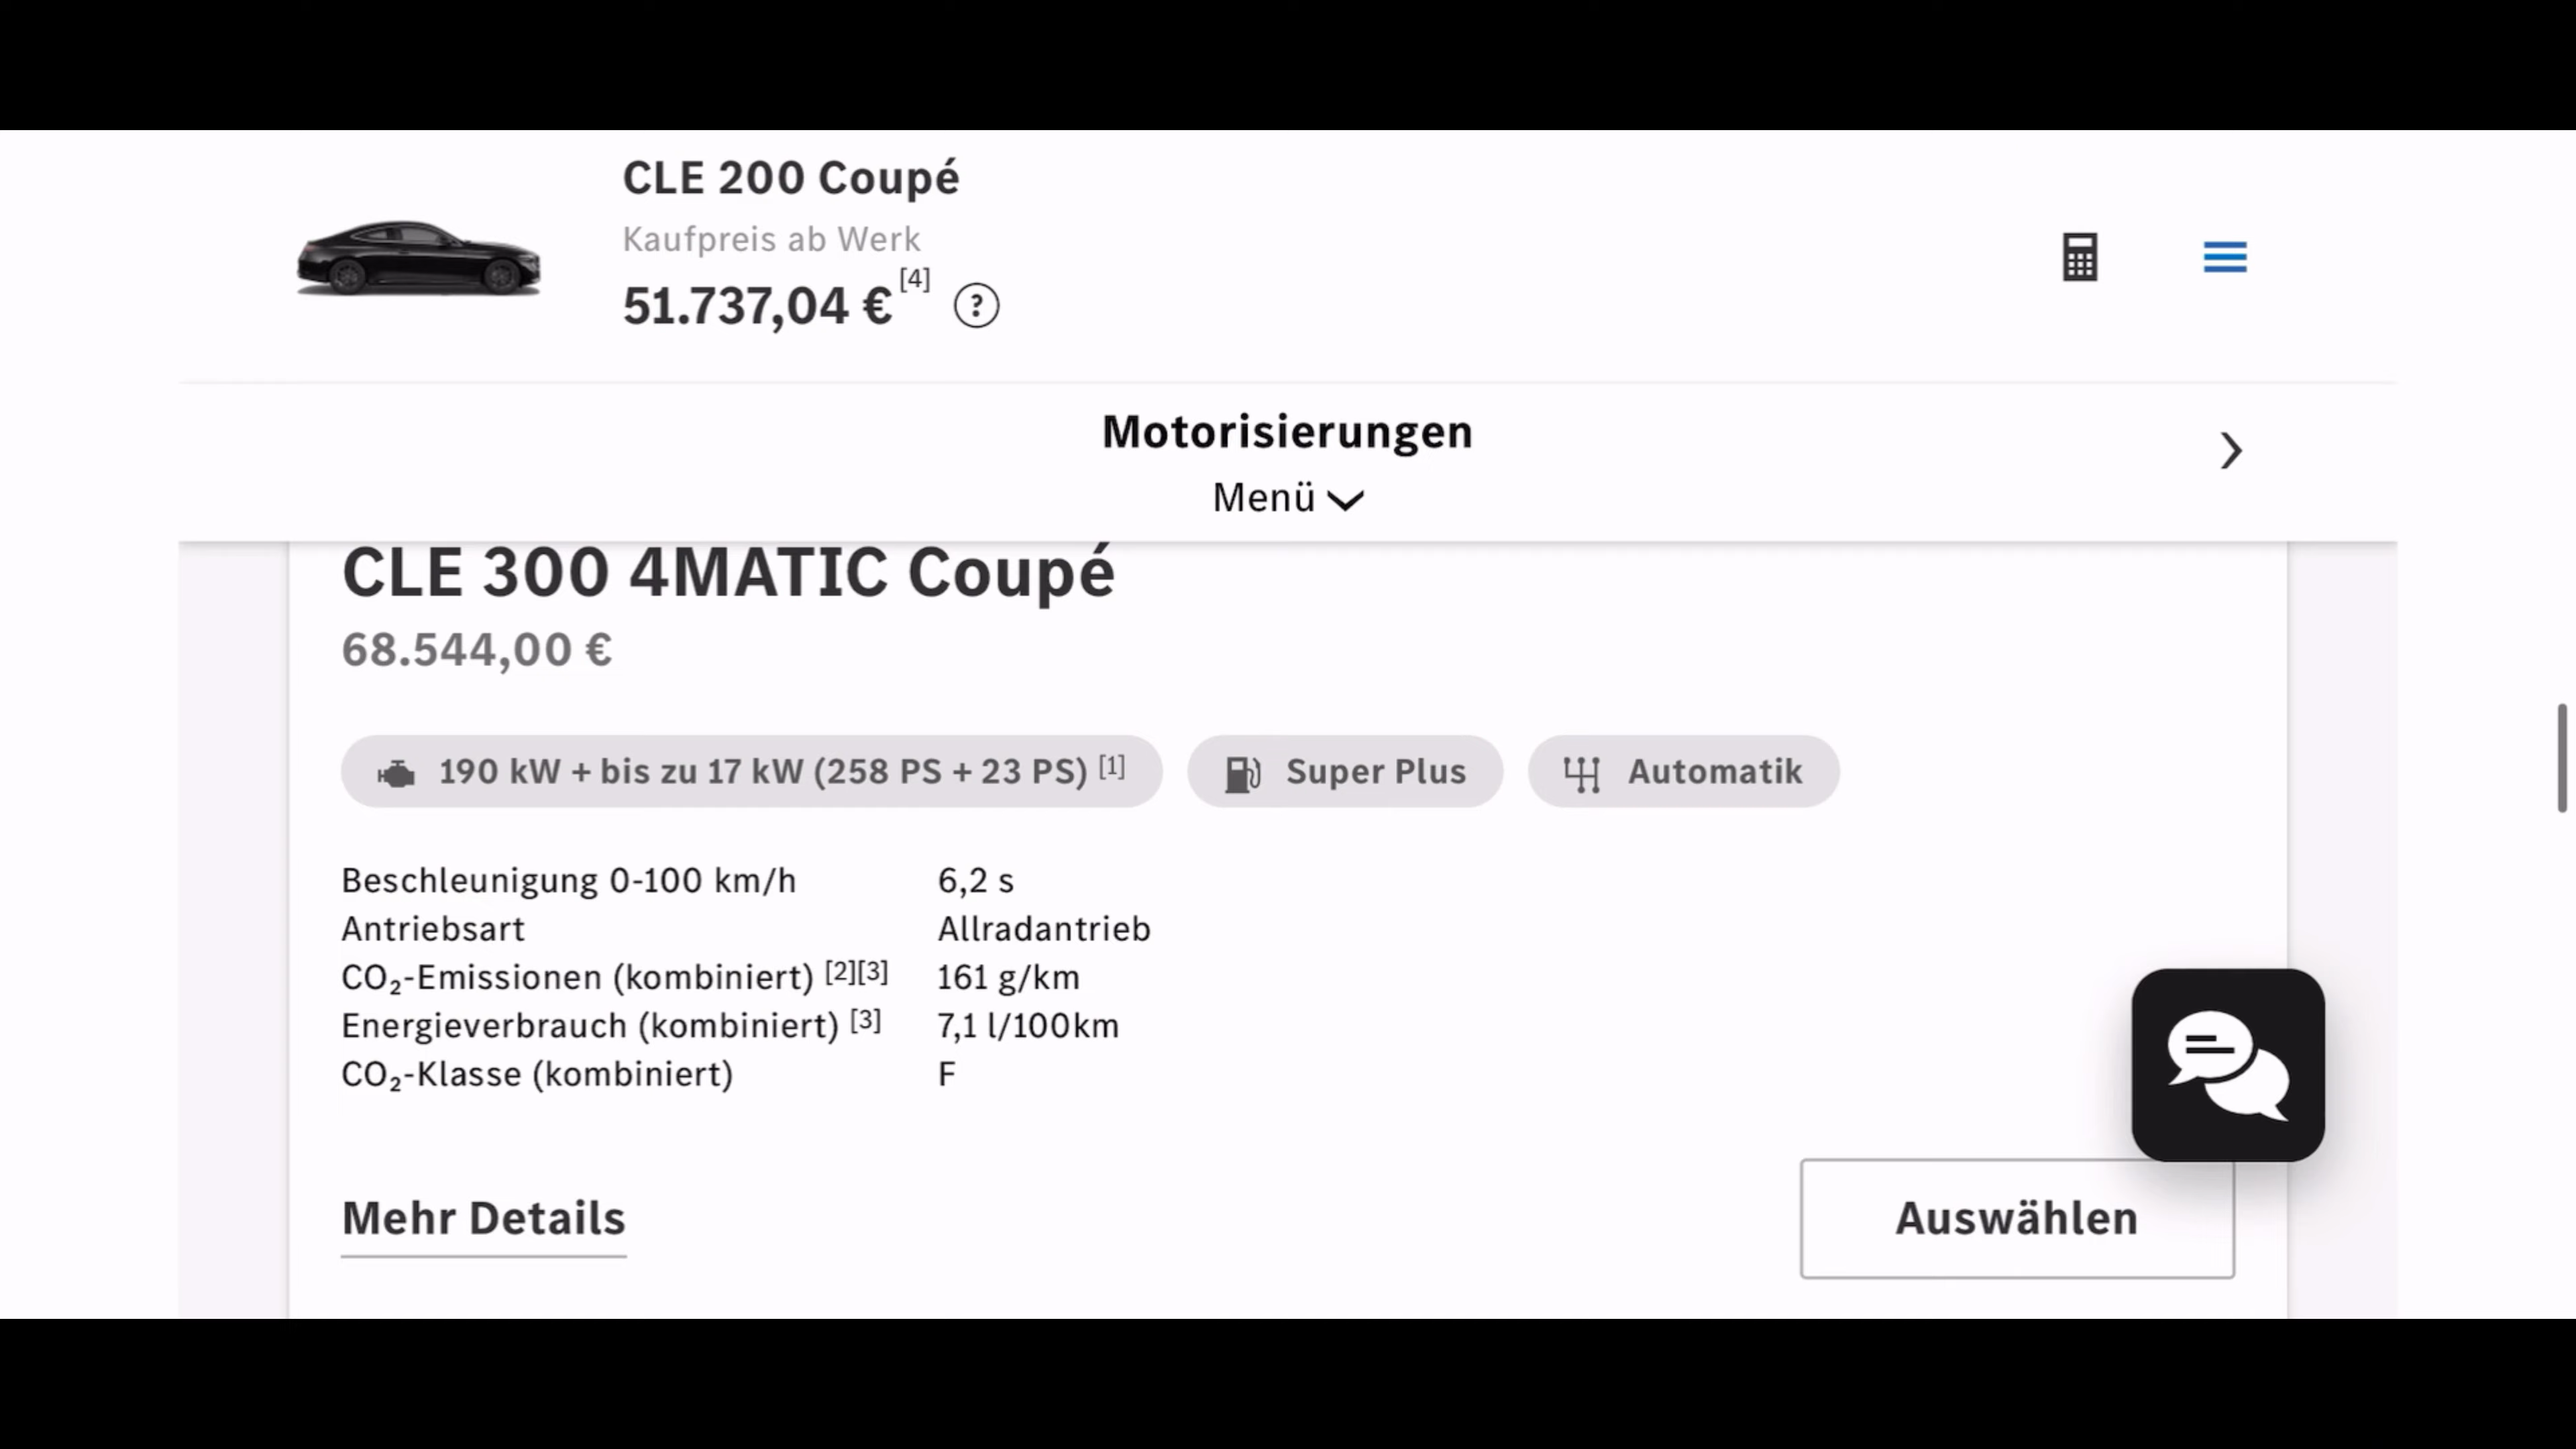 CLE 200 Coupé
Kaufpreis ab Werk
51.737,04 € [4] ?
Motorisierungen
Menü
CLE 300 4MATIC Coupé
68.544,00 €
190 kW + bis zu 17 kW (258 PS + 23 PS) [1] Super Plus Automatik
Beschleunigung 0-100 km/h 6,2 s
Antriebsart Allradantrieb
CO₂-Emissionen (kombiniert) [2][3] 161 g/km
Energieverbrauch (kombiniert) [3] 7,1 l/100km
CO₂-Klasse (kombiniert) F
Mehr Details Auswählen